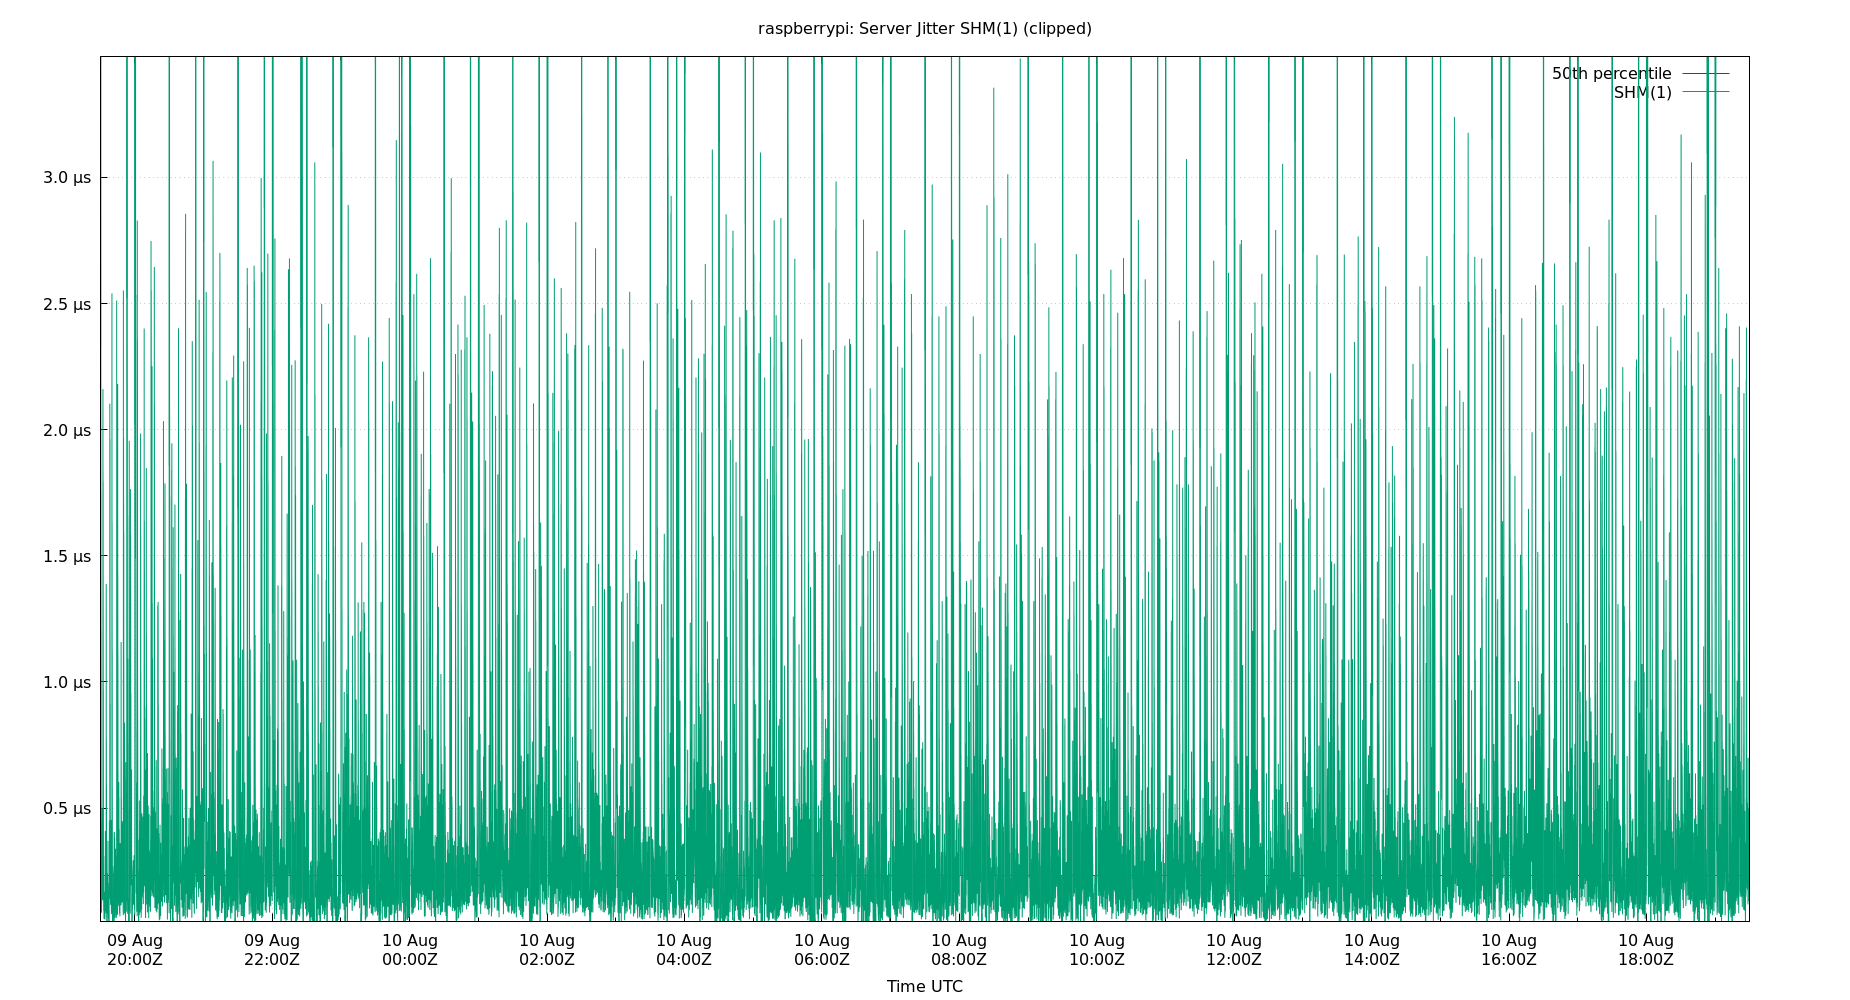 raspberrypi: Server Jitter SHM(1) (clipped)
50th percentile
SHM(1)
3.0 µs
2.5 µs
2.0 µs
1.5 µs
1.0 µs
0.5 µs
09 Aug 09 Aug 10 Aug 10 Aug 10 Aug 10 Aug 10 Aug 10 Aug 10 Aug 10 Aug 10 Aug 10 Aug
20:00Z 22:00Z 00:00Z 02:00Z 04:00Z 06:00Z 08:00Z 10:00Z 12:00Z 14:00Z 16:00Z 18:00Z
Time UTC